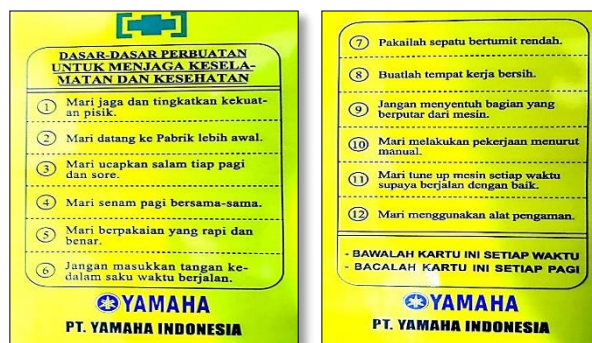 DASAR-DASAR PERBUATAN
UNTUK MENJAGA KESELA-
MATAN DAN KESEHATAN
1 Mari jaga dan tingkatkan kekuat-
an pisik.
2 Mari datang ke Pabrik lebih awal.
3 Mari ucapkan salam tiap pagi
dan sore.
4 Mari senam pagi bersama-sama.
5 Mari berpakaian yang rapi dan
benar.
6 Jangan masukkan tangan ke-
dalam saku waktu berjalan.
YAMAHA
PT. YAMAHA INDONESIA
7 Pakailah sepatu bertumit rendah.
8 Buatlah tempat kerja bersih.
9 Jangan menyentuh bagian yang
berputar dari mesin.
10 Mari melakukan pekerjaan menurut
manual.
11 Mari tune up mesin setiap waktu
supaya berjalan dengan baik.
12 Mari menggunakan alat pengaman.
- BAWALAH KARTU INI SETIAP WAKTU
- BACALAH KARTU INI SETIAP PAGI
YAMAHA
PT. YAMAHA INDONESIA